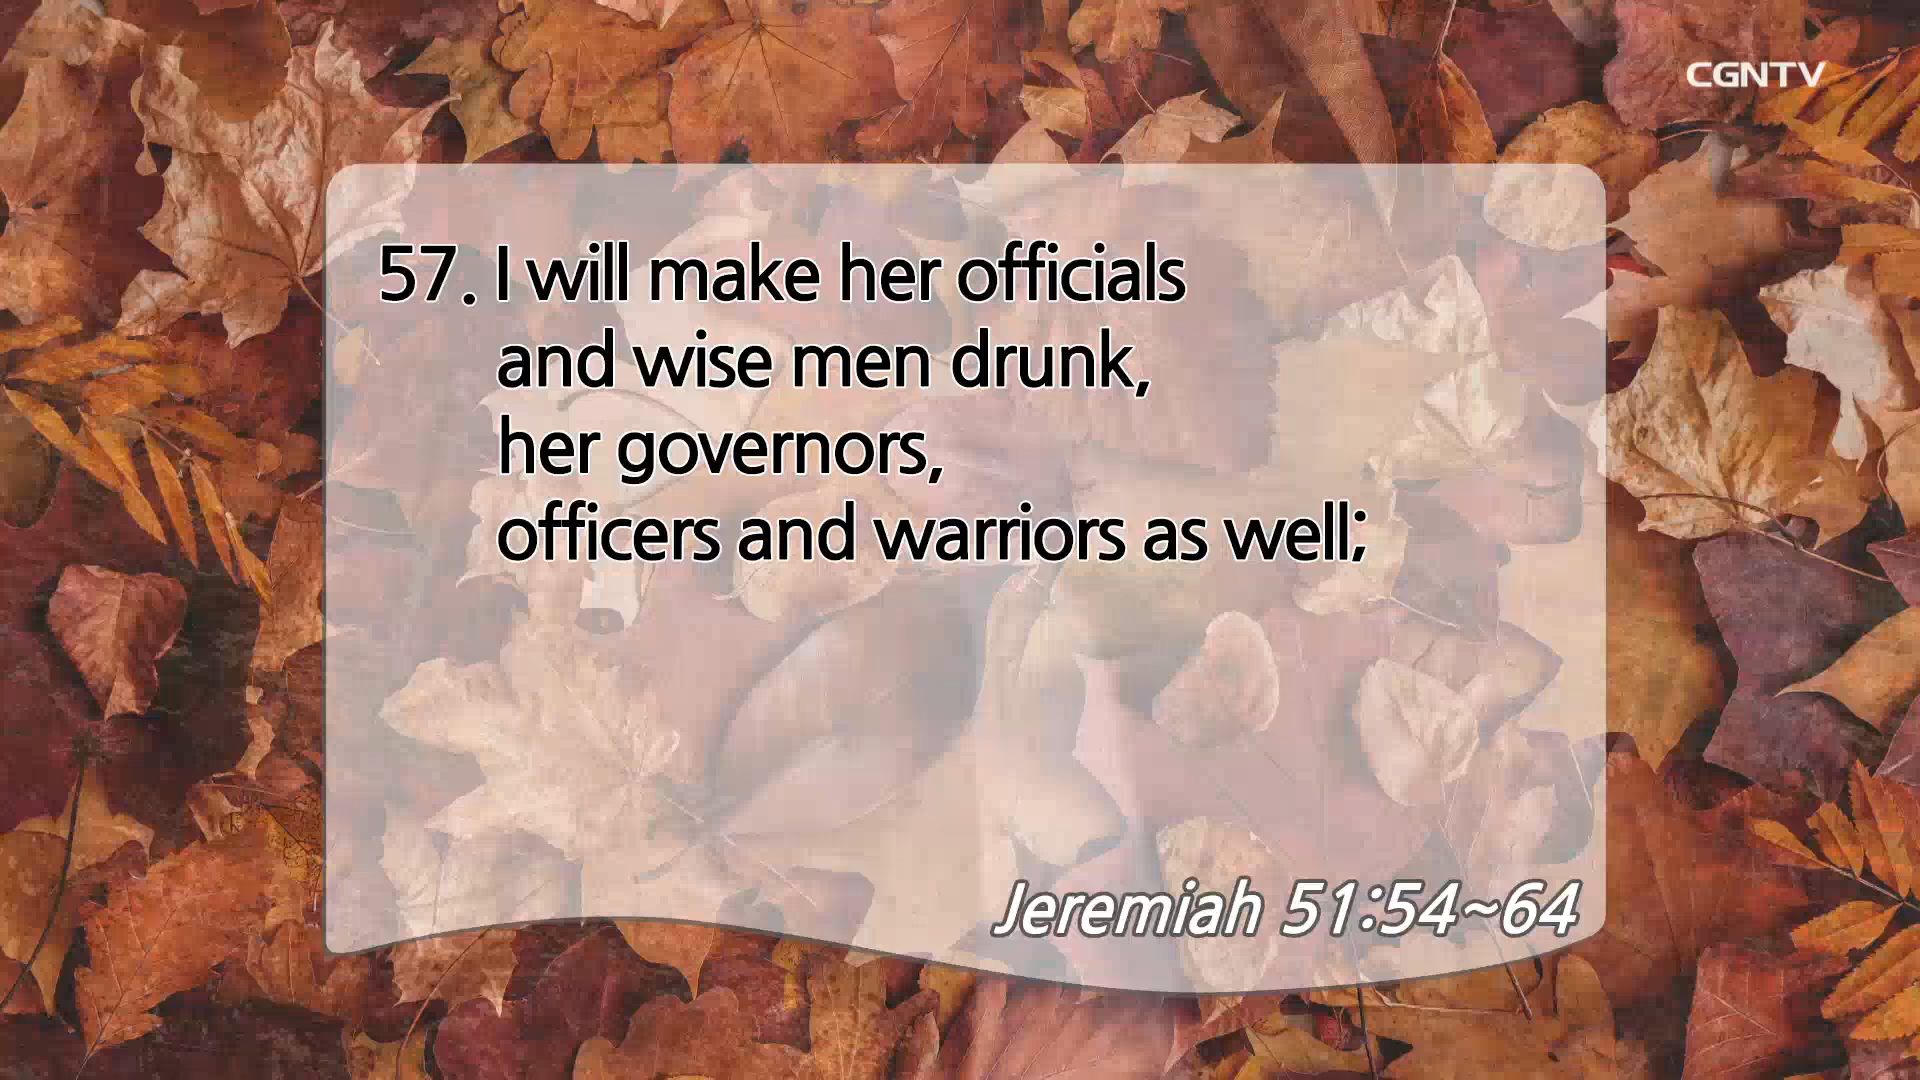 CGNTV
57. I will make her officials
and wise men drunk,
her governors,
officers and warriors as well;
Jeremiah 51:54~64